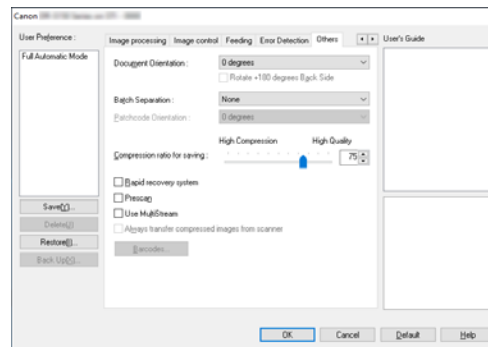 Canon
User Preference :
Full Automatic Mode
Save(Y)...
Delete(J)
Restore(I)...
Back Up(X)...
Image processing Image control Feeding Error Detection Others
Document Orientation : 0 degrees
Rotate +180 degrees Back Side
Batch Separation : None
Patchcode Orientation : 0 degrees
High Compression High Quality
Compression ratio for saving : 75
Rapid recovery system
Prescan
Use MultiStream
Always transfer compressed images from scanner
Barcodes...
User's Guide
OK Cancel Default Help